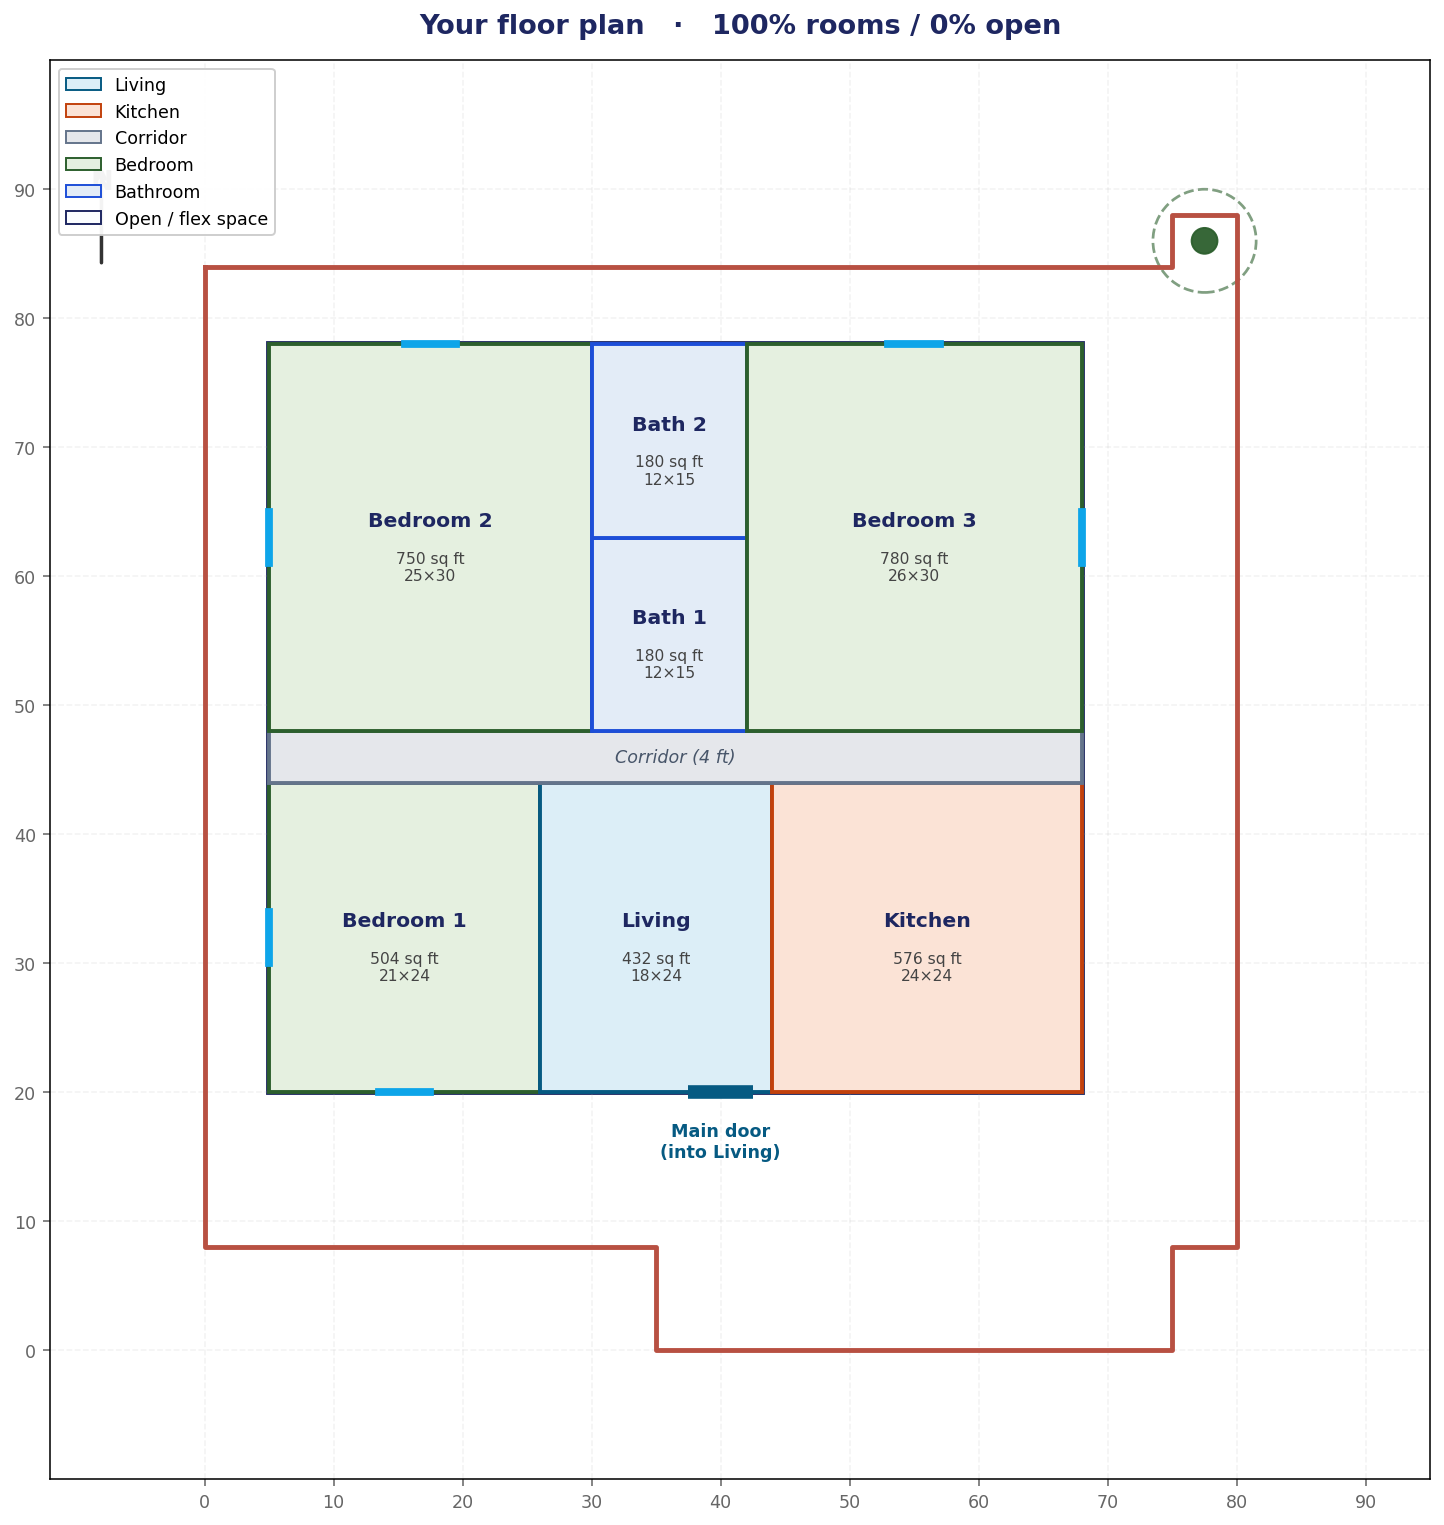 Your floor plan · 100% rooms / 0% open
Living
Kitchen
Corridor
Bedroom
Bathroom
Open / flex space
90
80
70
60
50
40
30
20
10
0
Bath 2
180 sq ft
12×15
Bedroom 2
750 sq ft
25×30
Bedroom 3
780 sq ft
26×30
Bath 1
180 sq ft
12×15
Corridor (4 ft)
Bedroom 1
504 sq ft
21×24
Living
432 sq ft
18×24
Kitchen
576 sq ft
24×24
Main door
(into Living)
0 10 20 30 40 50 60 70 80 90